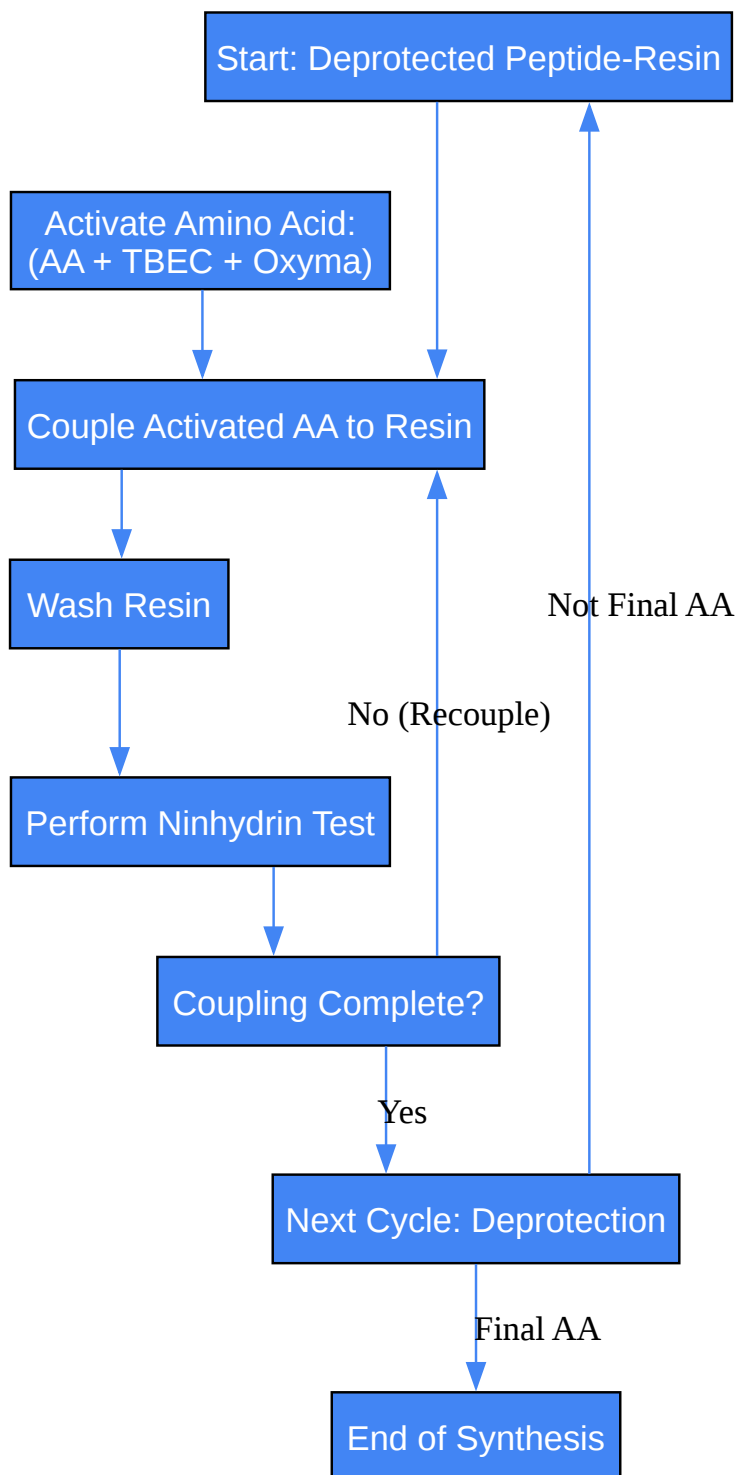 Start: Deprotected Peptide-Resin
Activate Amino Acid:
(AA + TBEC + Oxyma)
Couple Activated AA to Resin
Wash Resin
Not Final AA
No (Recouple)
Perform Ninhydrin Test
Coupling Complete?
Yes
Next Cycle: Deprotection
Final AA
End of Synthesis